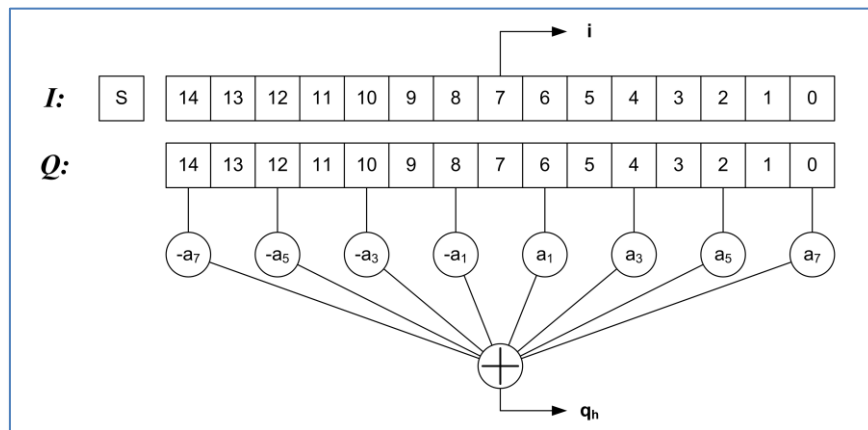 i
I: S 14 13 12 11 10 9 8 7 6 5 4 3 2 1 0
Q: 14 13 12 11 10 9 8 7 6 5 4 3 2 1 0
-a₇ -a₅ -a₃ -a₁ a₁ a₃ a₅ a₇
qₕ